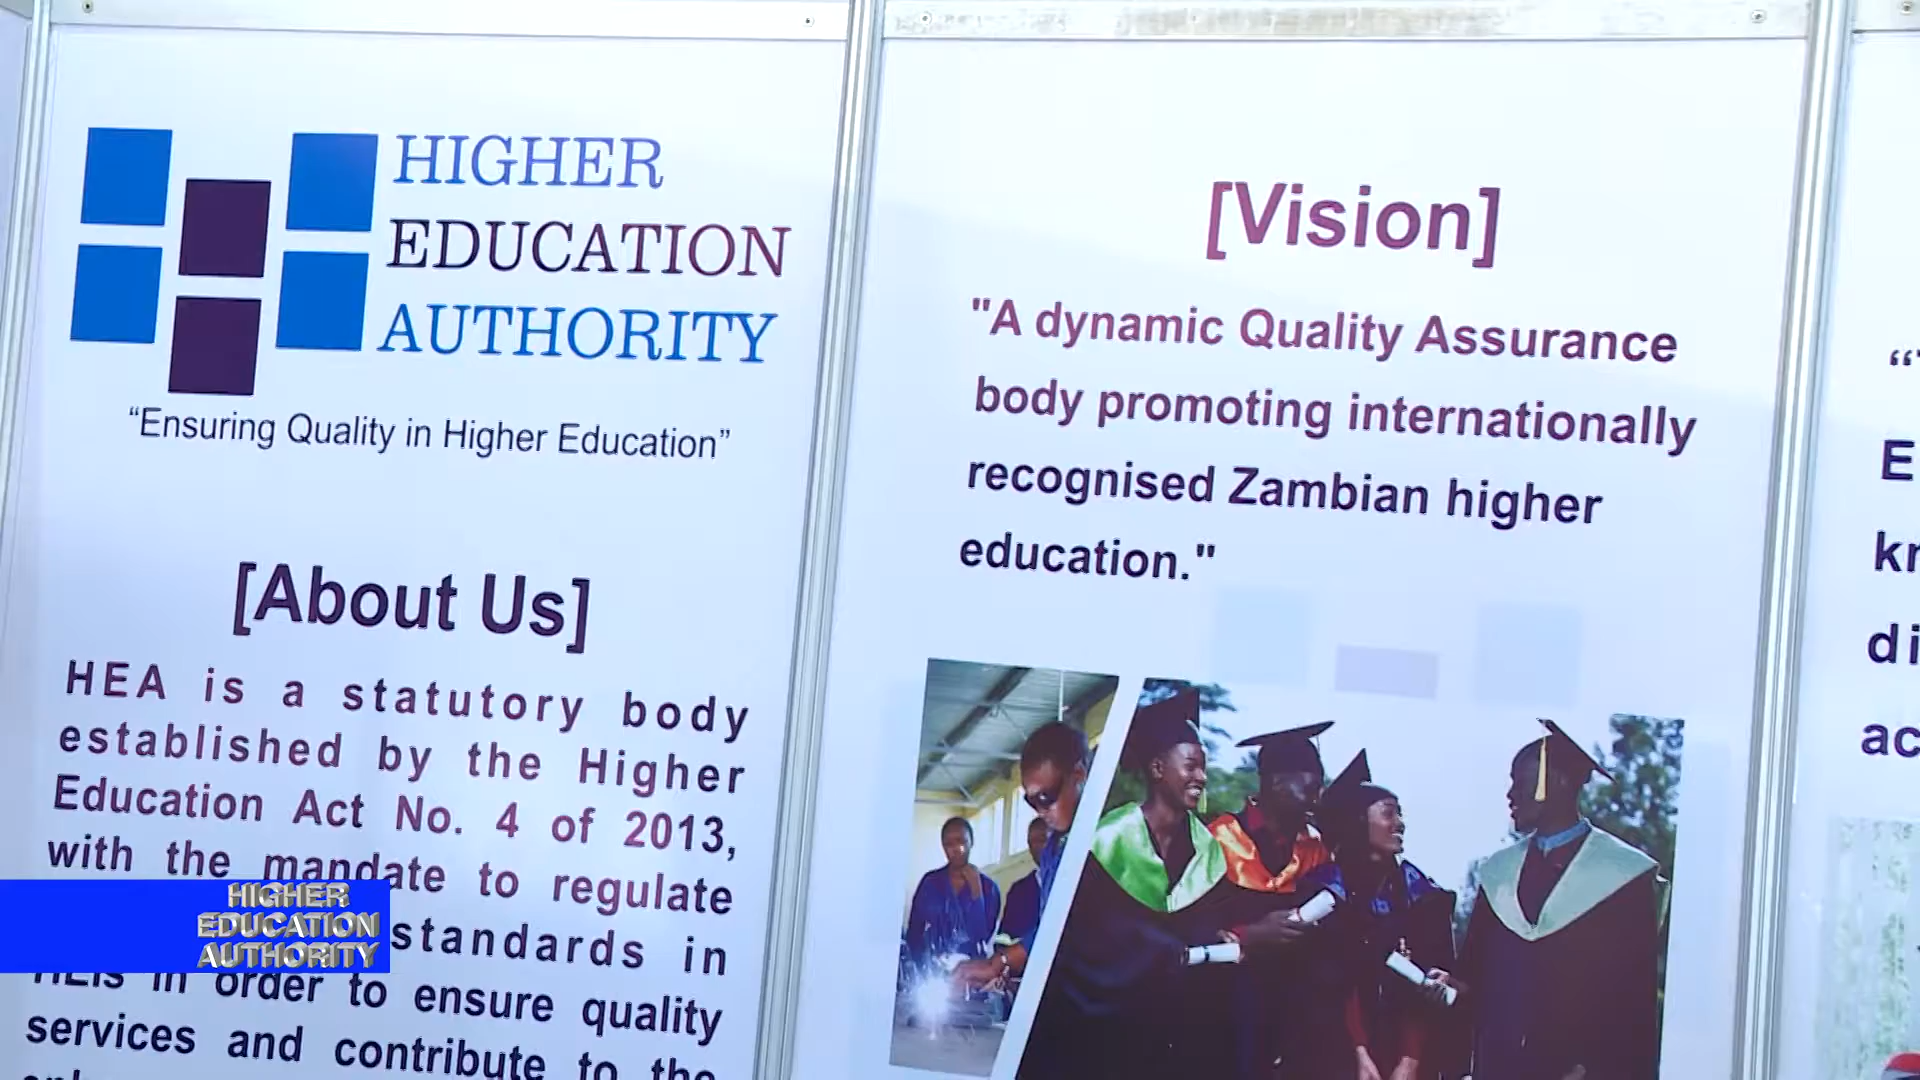 HIGHER
EDUCATION
AUTHORITY
“Ensuring Quality in Higher Education”
[About Us]
HEA is a statutory body
established by the Higher
Education Act No. 4 of 2013,
with the mandate to regulate
standards in
HEIs in order to ensure quality
services and contribute to the
[Vision]
"A dynamic Quality Assurance
body promoting internationally
recognised Zambian higher
education."
HIGHER
EDUCATION
AUTHORITY